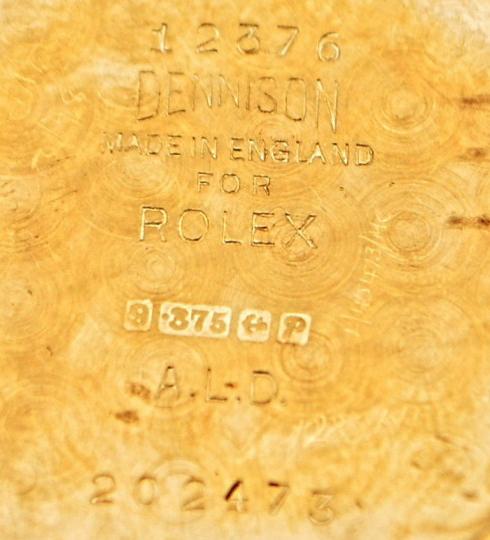 12376
DENNISON
MADE IN ENGLAND
FOR
ROLEX
9 .375 P
A.L.D.
202473